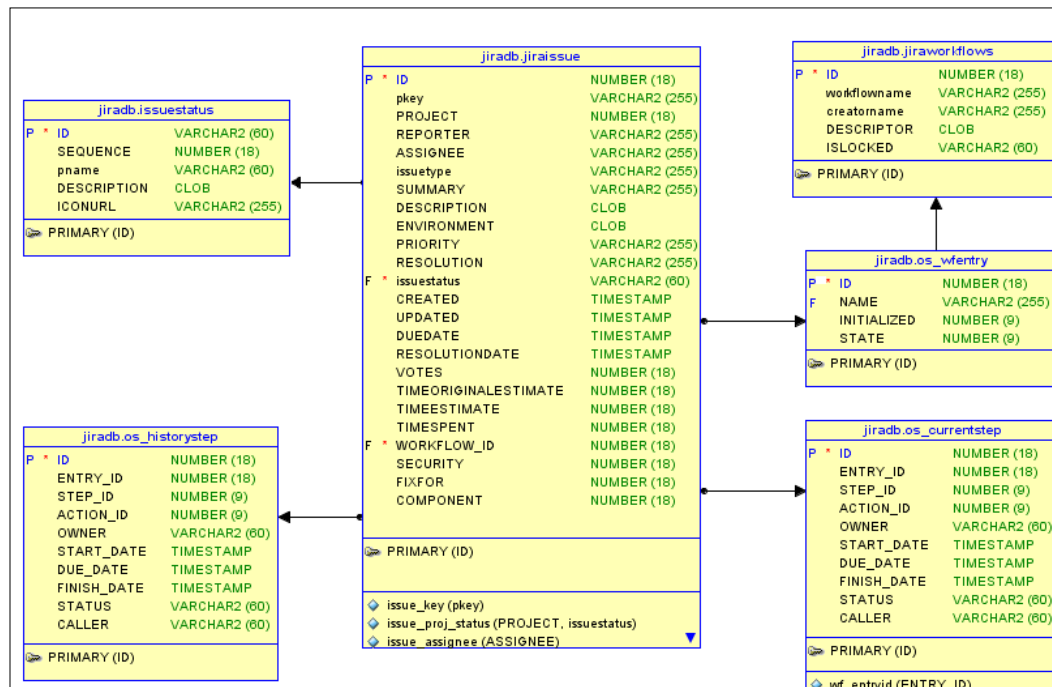 jiradb.issuestatus
P * ID VARCHAR2 (60)
SEQUENCE NUMBER (18)
pname VARCHAR2 (60)
DESCRIPTION CLOB
ICONURL VARCHAR2 (255)
PRIMARY (ID)
jiradb.os_historystep
P * ID NUMBER (18)
ENTRY_ID NUMBER (18)
STEP_ID NUMBER (9)
ACTION_ID NUMBER (9)
OWNER VARCHAR2 (60)
START_DATE TIMESTAMP
DUE_DATE TIMESTAMP
FINISH_DATE TIMESTAMP
STATUS VARCHAR2 (60)
CALLER VARCHAR2 (60)
PRIMARY (ID)
jiradb.jiraissue
P * ID NUMBER (18)
pkey VARCHAR2 (255)
PROJECT NUMBER (18)
REPORTER VARCHAR2 (255)
ASSIGNEE VARCHAR2 (255)
issuetype VARCHAR2 (255)
SUMMARY VARCHAR2 (255)
DESCRIPTION CLOB
ENVIRONMENT CLOB
PRIORITY VARCHAR2 (255)
RESOLUTION VARCHAR2 (255)
F * issuestatus VARCHAR2 (60)
CREATED TIMESTAMP
UPDATED TIMESTAMP
DUEDATE TIMESTAMP
RESOLUTIONDATE TIMESTAMP
VOTES NUMBER (18)
TIMEORIGINALESTIMATE NUMBER (18)
TIMEESTIMATE NUMBER (18)
TIMESPENT NUMBER (18)
F * WORKFLOW_ID NUMBER (18)
SECURITY NUMBER (18)
FIXFOR NUMBER (18)
COMPONENT NUMBER (18)
PRIMARY (ID)
issue_key (pkey)
issue_proj_status (PROJECT, issuestatus)
issue_assignee (ASSIGNEE)
jiradb.jiraworkflows
P * ID NUMBER (18)
workflowname VARCHAR2 (255)
creatorname VARCHAR2 (255)
DESCRIPTOR CLOB
ISLOCKED VARCHAR2 (60)
PRIMARY (ID)
jiradb.os_wfentry
P * ID NUMBER (18)
F NAME VARCHAR2 (255)
INITIALIZED NUMBER (9)
STATE NUMBER (9)
PRIMARY (ID)
jiradb.os_currentstep
P * ID NUMBER (18)
ENTRY_ID NUMBER (18)
STEP_ID NUMBER (9)
ACTION_ID NUMBER (9)
OWNER VARCHAR2 (60)
START_DATE TIMESTAMP
DUE_DATE TIMESTAMP
FINISH_DATE TIMESTAMP
STATUS VARCHAR2 (60)
CALLER VARCHAR2 (60)
PRIMARY (ID)
wf_entryid (ENTRY_ID)